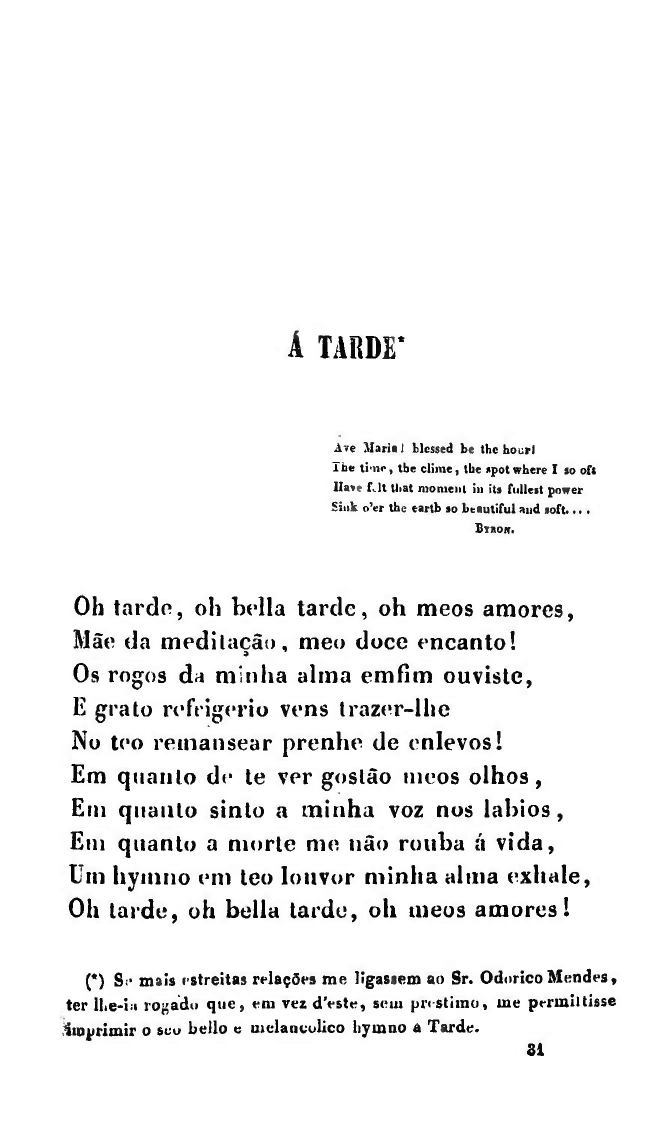 Á TARDE*
Ave Maria! blessed be the hour!
The time, the clime, the spot where I so oft
Have felt that moment in its fullest power
Sink o'er the earth so beautiful and soft....
BYRON.
Oh tarde, oh bella tarde, oh meos amores,
Mãe da meditação, meo doce encanto!
Os rogos da minha alma emfim ouviste,
E grato refrigerio vens trazer-lhe
No teo remansear prenhe de enlevos!
Em quanto de te ver gostão meos olhos,
Em quanto sinto a minha voz nos labios,
Em quanto a morte me não rouba á vida,
Um hymno em teo louvor minha alma exhale,
Oh tarde, oh bella tarde, oh meos amores!
(*) Se mais estreitas relações me ligassem ao Sr. Odorico Mendes,
ter lhe-ia rogado que, em vez d'este, sem prestimo, me permittisse
imprimir o seu bello e melancolico hymno á Tarde.
31